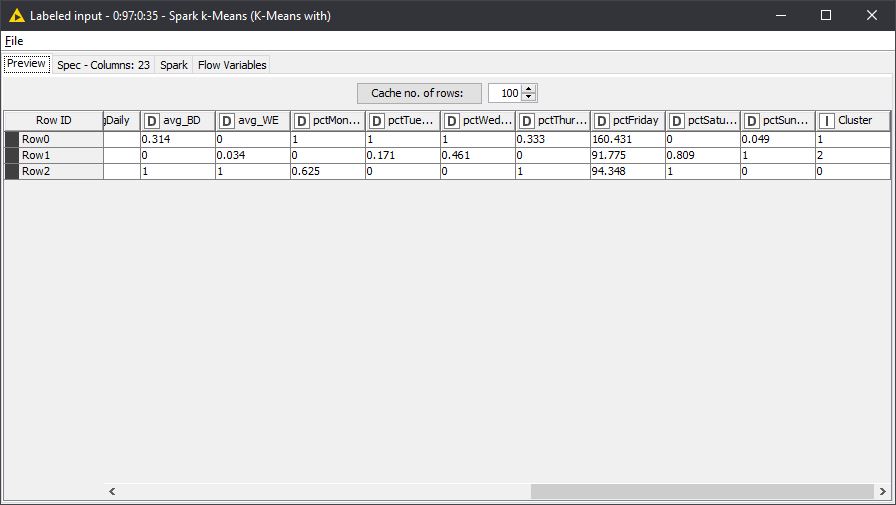 Labeled input - 0:97:0:35 - Spark k-Means (K-Means with)
File
Preview Spec - Columns: 23 Spark Flow Variables
Cache no. of rows: 100
Row ID gDaily D avg_BD D avg_WE D pctMon... D pctTue... D pctWed... D pctThur... D pctFriday D pctSatu... D pctSun... I Cluster
Row0 0.314 0 1 1 1 0.333 160.431 0 0.049 1
Row1 0 0.034 0 0.171 0.461 0 91.775 0.809 1 2
Row2 1 1 0.625 0 0 1 94.348 1 0 0